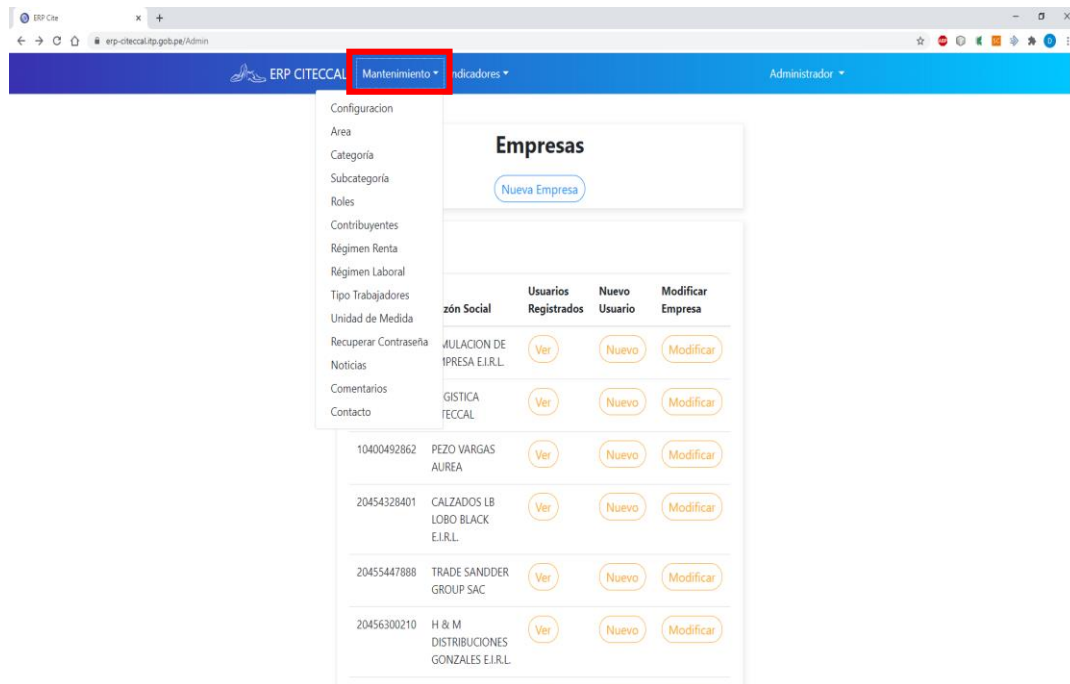 ERP Cite
erp-citeccal.itp.gob.pe/Admin
ERP CITECCAL Mantenimiento Indicadores Administrador
Configuracion
Area
Categoría
Subcategoría
Roles
Contribuyentes
Régimen Renta
Régimen Laboral
Tipo Trabajadores
Unidad de Medida
Recuperar Contraseña
Noticias
Comentarios
Contacto
Empresas
Nueva Empresa
zón Social
Usuarios Registrados
Nuevo Usuario
Modificar Empresa
MULACION DE
MPRESA E.I.R.L.
Ver Nuevo Modificar
GISTICA
TECCAL
Ver Nuevo Modificar
10400492862 PEZO VARGAS
AUREA
Ver Nuevo Modificar
20454328401 CALZADOS LB
LOBO BLACK
E.I.R.L.
Ver Nuevo Modificar
20455447888 TRADE SANDDER
GROUP SAC
Ver Nuevo Modificar
20456300210 H & M
DISTRIBUCIONES
GONZALES E.I.R.L.
Ver Nuevo Modificar